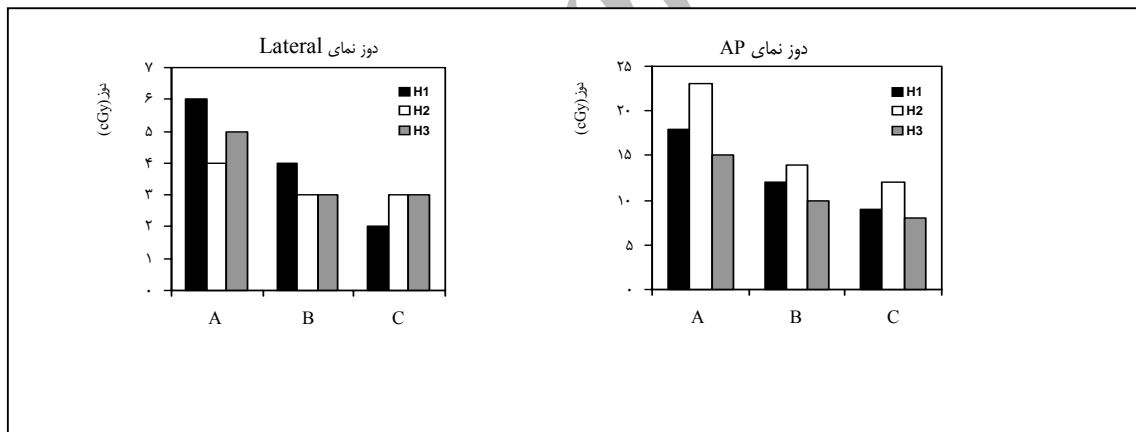 دوز نمای Lateral
دوز(cGy)
۷
۶
۵
۴
۳
۲
۱
۰
H1
H2
H3
A B C
دوز نمای AP
دوز(cGy)
۲۵
۲۰
۱۵
۱۰
۵
۰
H1
H2
H3
A B C